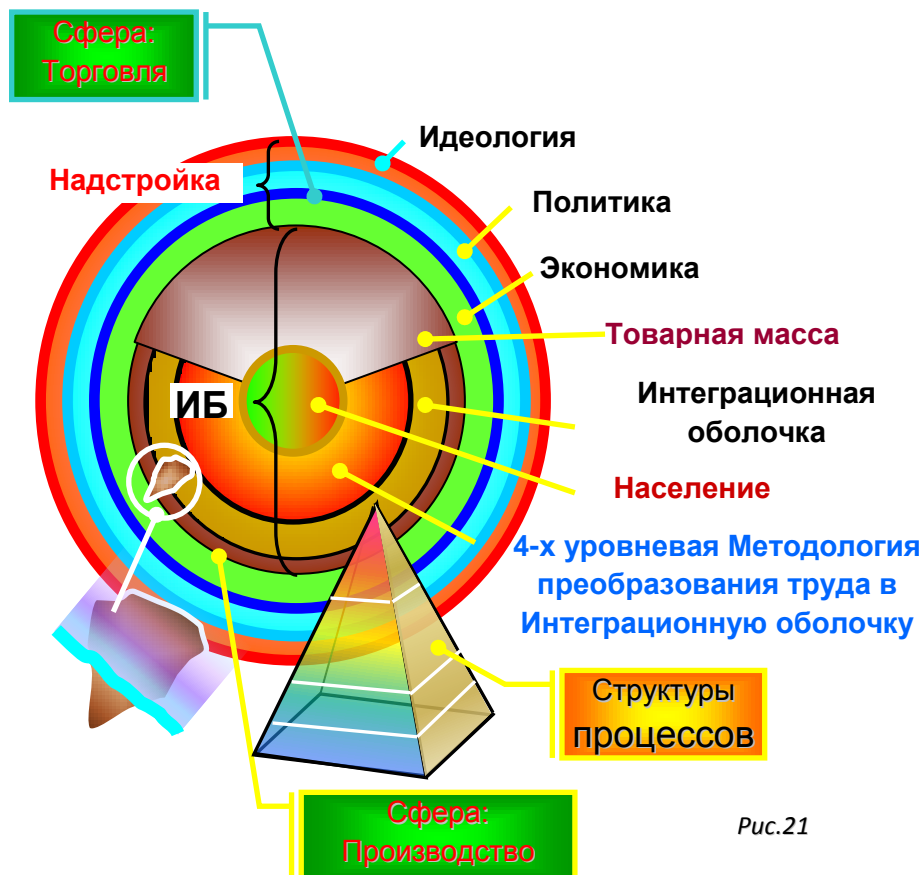 Сфера:
Торговля
Идеология
Надстройка
Политика
Экономика
Товарная масса
ИБ
Интеграционная
оболочка
Население
4-х уровневая Методология
преобразования труда в
Интеграционную оболочку
Структуры
процессов
Сфера:
Производство
Рис.21